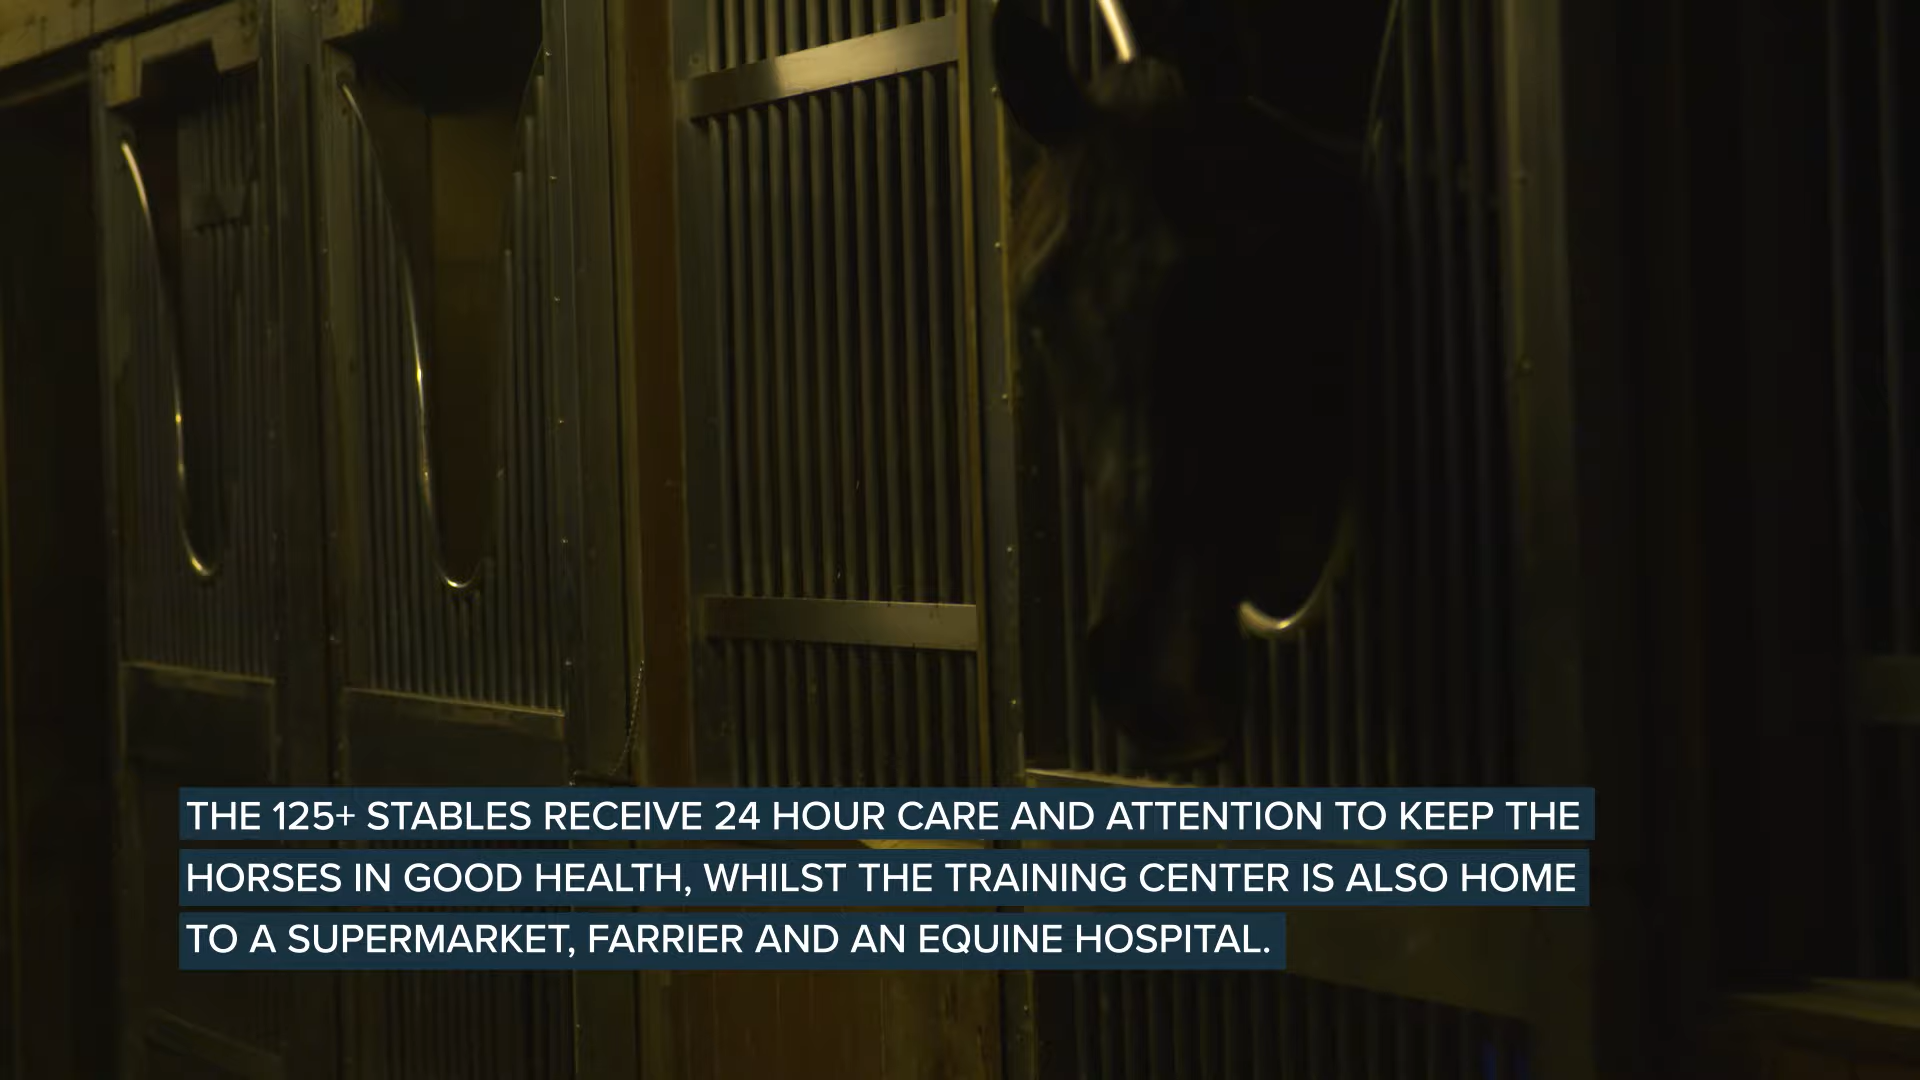 THE 125+ STABLES RECEIVE 24 HOUR CARE AND ATTENTION TO KEEP THE
HORSES IN GOOD HEALTH, WHILST THE TRAINING CENTER IS ALSO HOME
TO A SUPERMARKET, FARRIER AND AN EQUINE HOSPITAL.